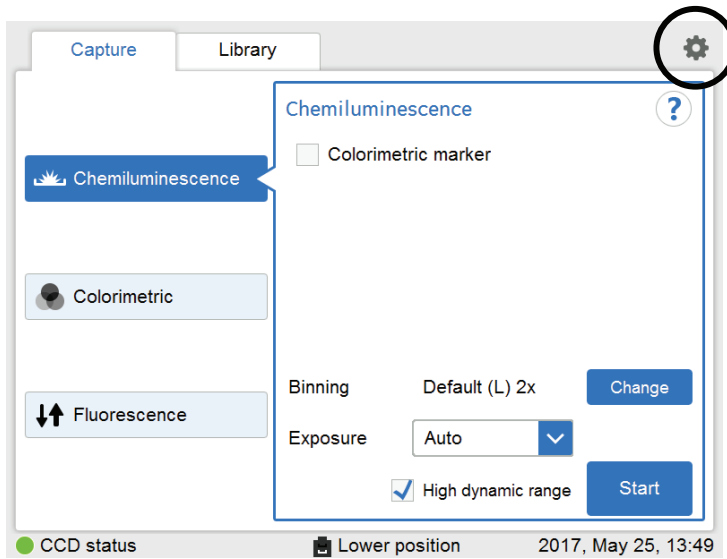 Capture Library
Chemiluminescence
?
Colorimetric marker
Chemiluminescence
Colorimetric
Fluorescence
Binning Default (L) 2x Change
Exposure Auto
High dynamic range Start
CCD status Lower position 2017, May 25, 13:49